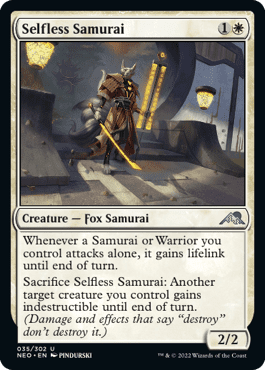 Selfless Samurai 1
Creature — Fox Samurai
Whenever a Samurai or Warrior you
control attacks alone, it gains lifelink
until end of turn.
Sacrifice Selfless Samurai: Another
target creature you control gains
indestructible until end of turn.
(Damage and effects that say “destroy”
don’t destroy it.)
2/2
035/302 U
NEO • EN PINDURSKI
™ & © 2022 Wizards of the Coast